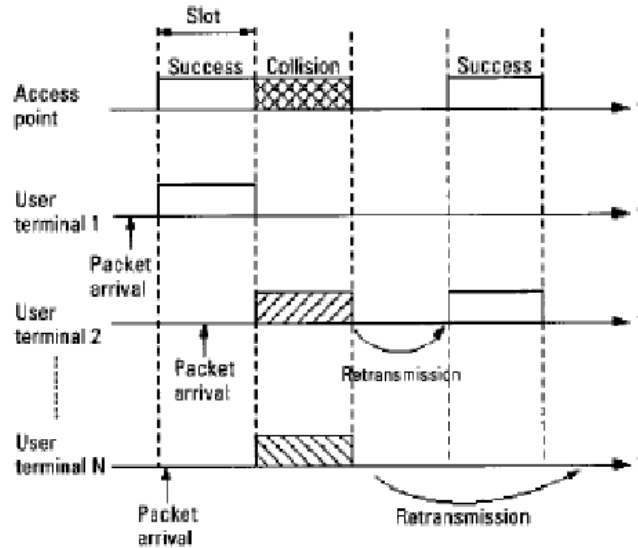 Slot
Success Collision Success
Access
point
User
terminal 1
Packet
arrival
User
terminal 2
Packet
arrival
Retransmission
User
terminal N
Packet
arrival
Retransmission